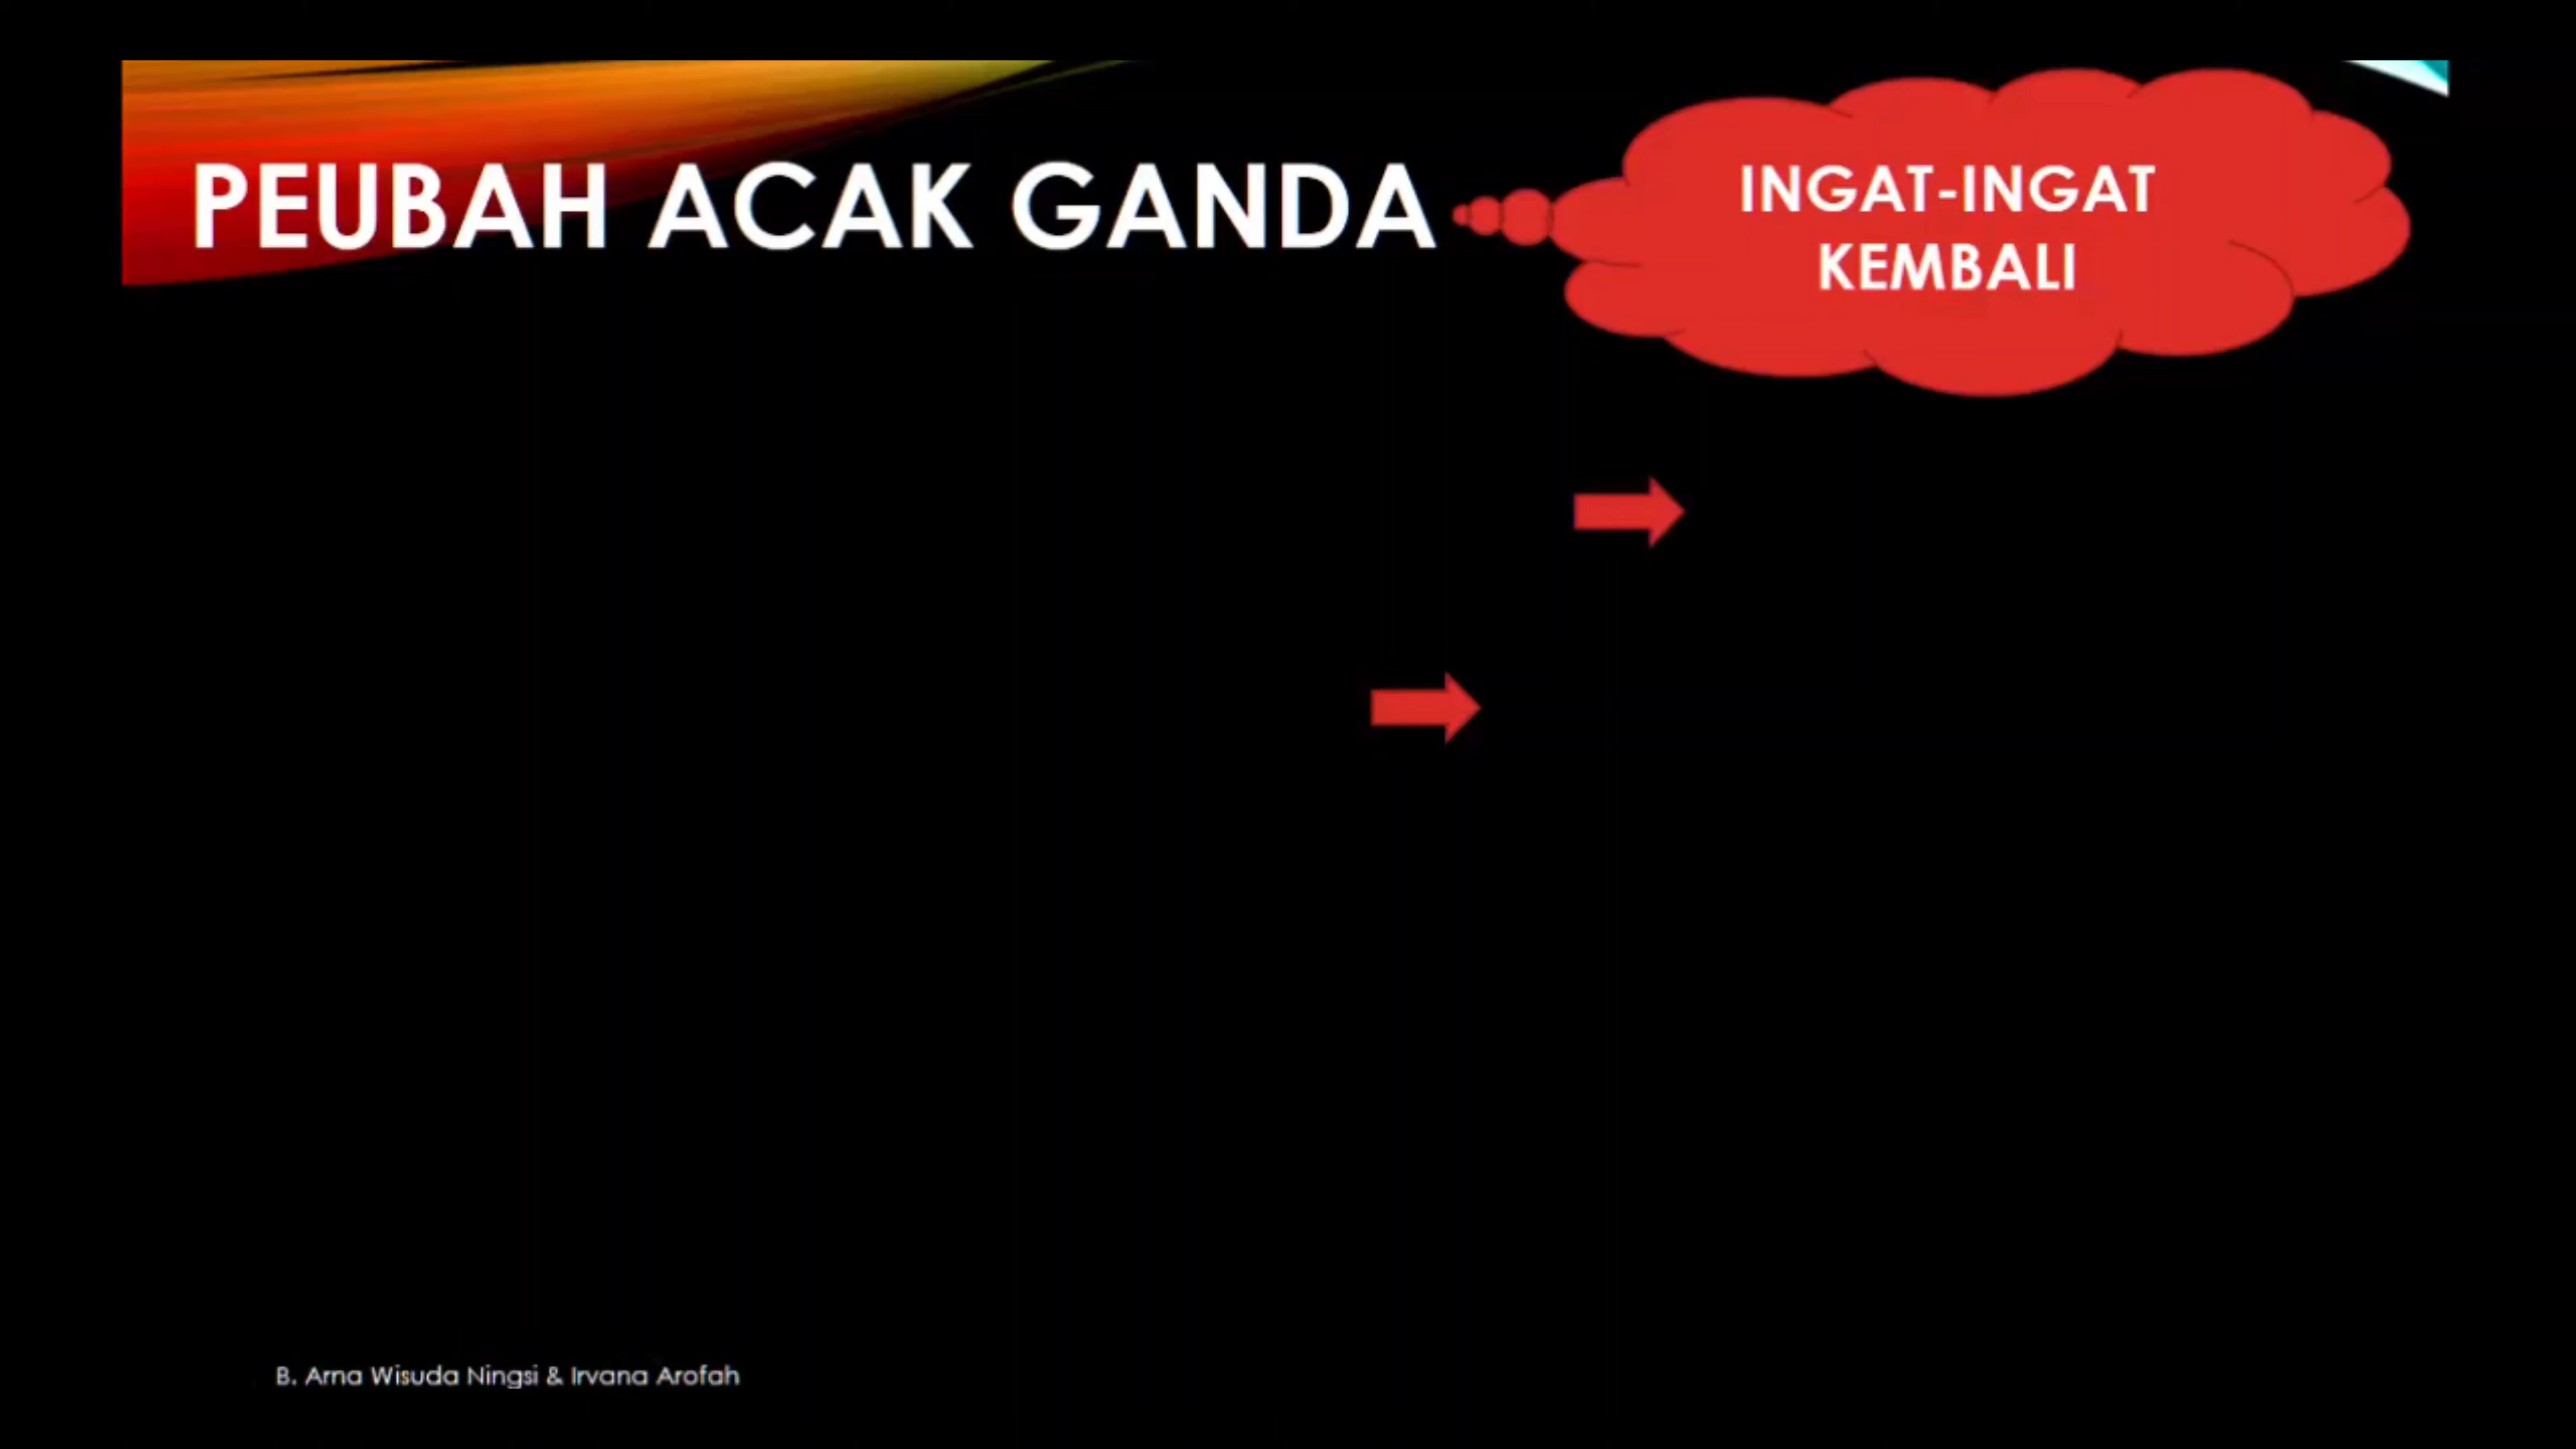 PEUBAH ACAK GANDA
INGAT-INGAT
KEMBALI
B. Arna Wisuda Ningsi & Irvana Arofah